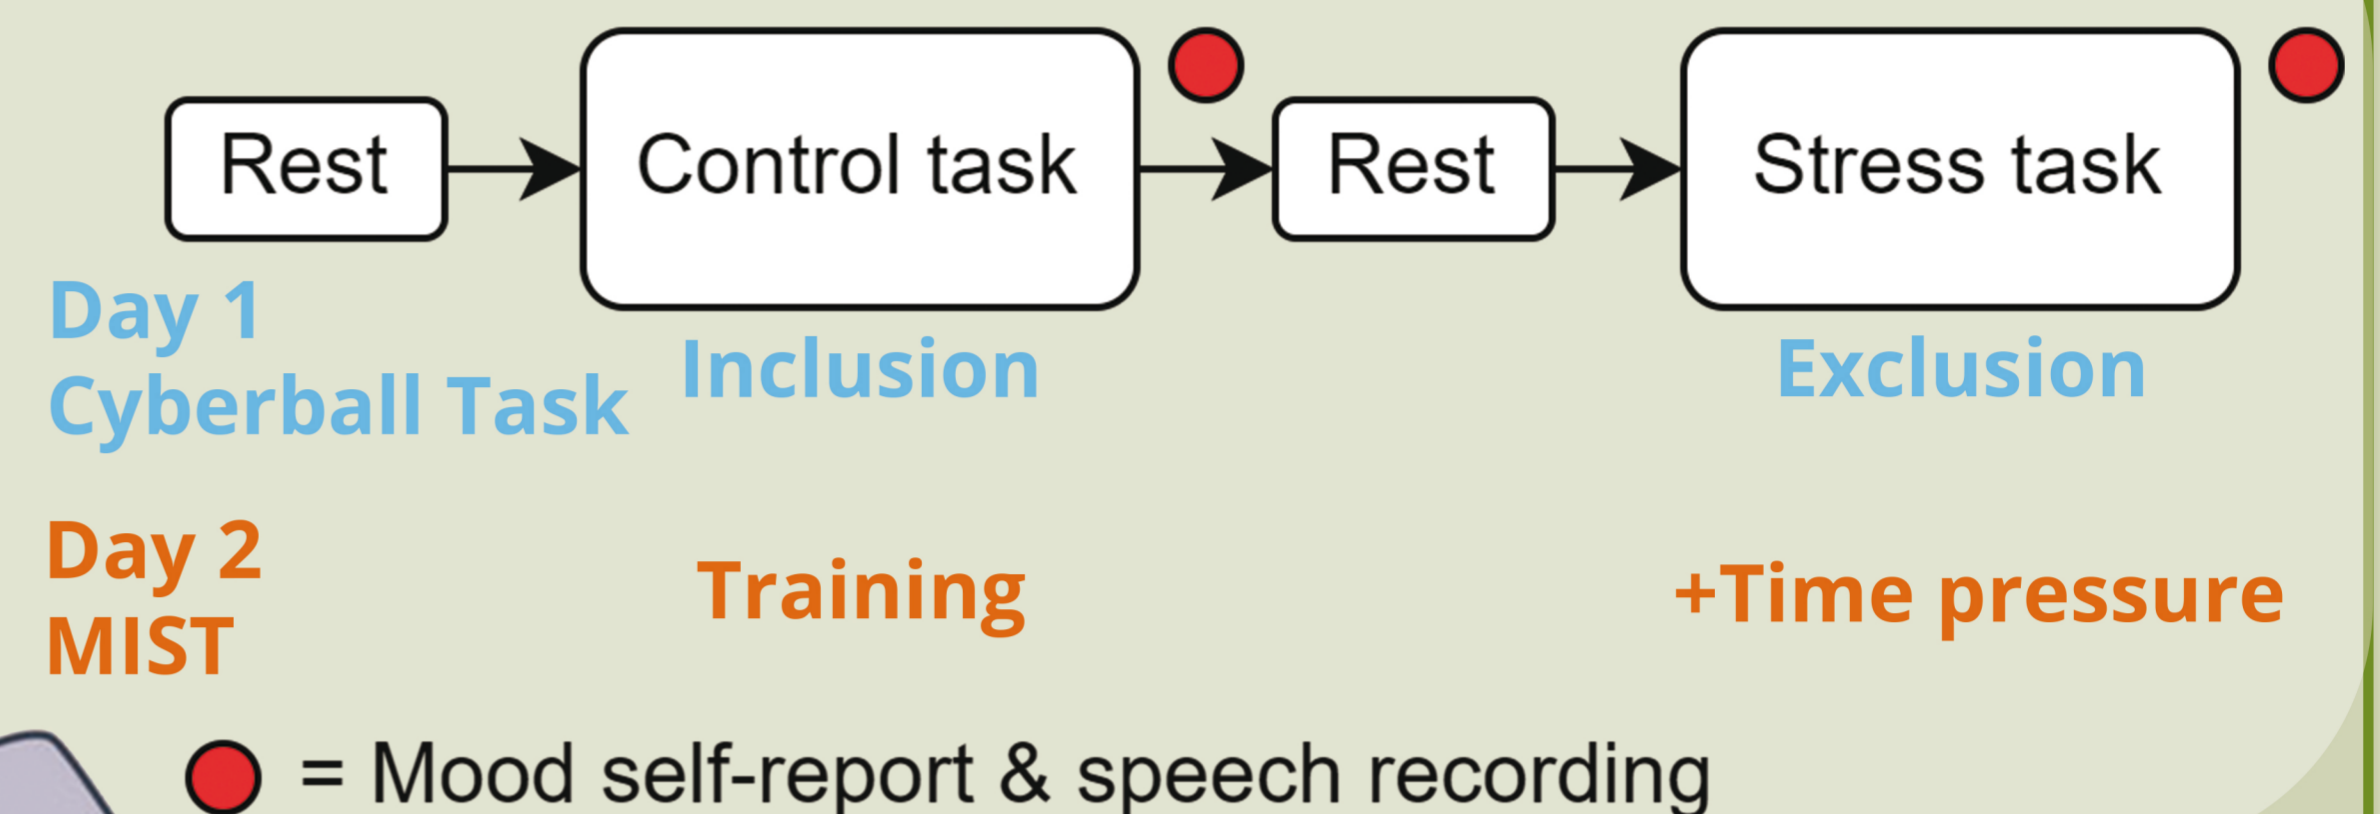 Rest
Control task
Rest
Stress task
Day 1
Cyberball Task
Inclusion
Exclusion
Day 2
MIST
Training
+Time pressure
= Mood self-report & speech recording